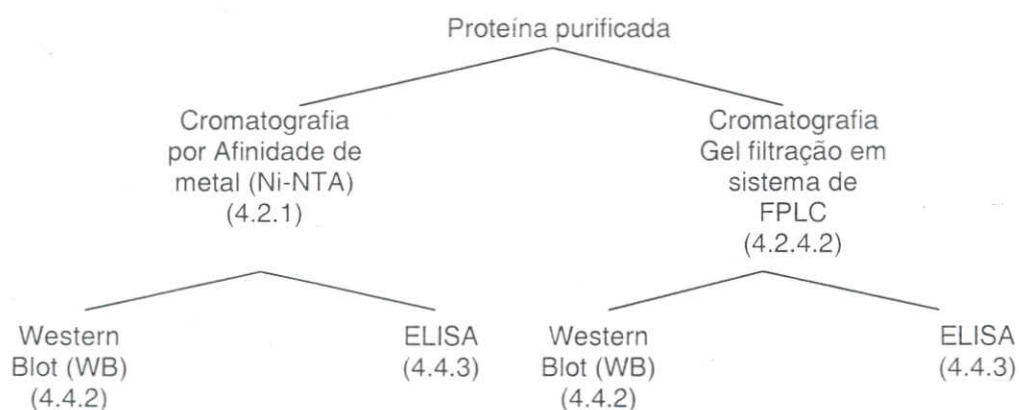 Proteína purificada
Cromatografia
por Afinidade de
metal (Ni-NTA)
(4.2.1)
Cromatografia
Gel filtração em
sistema de
FPLC
(4.2.4.2)
Western
Blot (WB)
(4.4.2)
ELISA
(4.4.3)
Western
Blot (WB)
(4.4.2)
ELISA
(4.4.3)